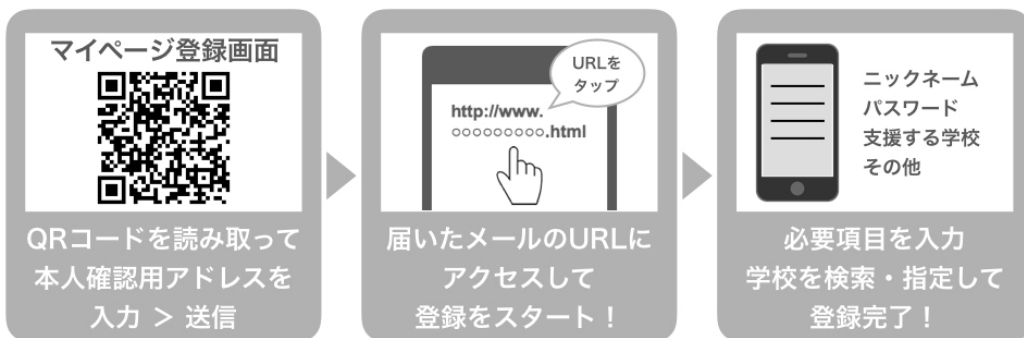 マイページ登録画面
QRコードを読み取って
本人確認用アドレスを
入力 ＞ 送信
URLを
タップ
http://www.
○○○○○○○○○.html
届いたメールのURLに
アクセスして
登録をスタート！
ニックネーム
パスワード
支援する学校
その他
必要項目を入力
学校を検索・指定して
登録完了！